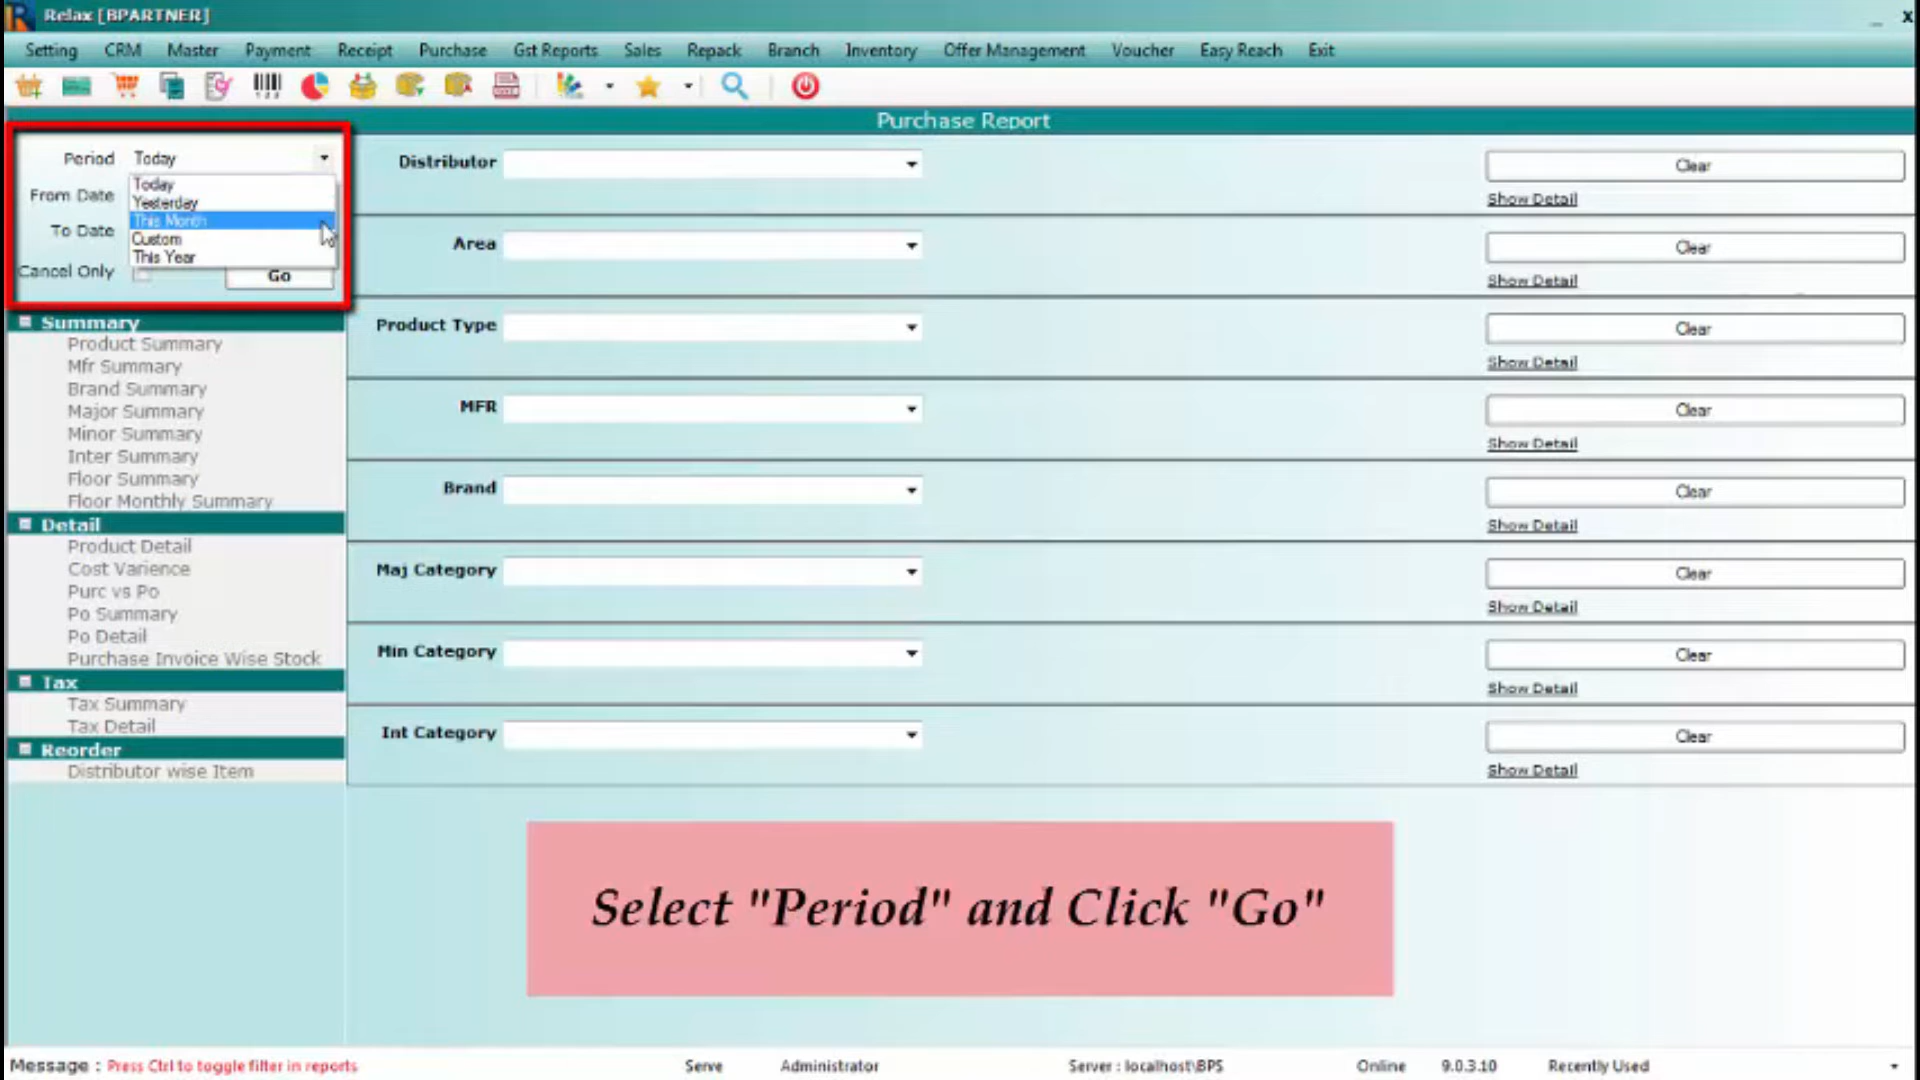 Relax [BPARTNER]
_ X
Setting CRM Master Payment Receipt Purchase Gst Reports Sales Repack Branch Inventory Offer Management Voucher Easy Reach Exit
Purchase Report
Period Today
Today
Yesterday
This Month
Custom
This Year
From Date
To Date
Cancel Only
Go
Summary
Product Summary
Mfr Summary
Brand Summary
Major Summary
Minor Summary
Inter Summary
Floor Summary
Floor Monthly Summary
Detail
Product Detail
Cost Varience
Purc vs Po
Po Summary
Po Detail
Purchase Invoice Wise Stock
Tax
Tax Summary
Tax Detail
Reorder
Distributor wise Item
Distributor Clear
Show Detail
Area Clear
Show Detail
Product Type Clear
Show Detail
MFR Clear
Show Detail
Brand Clear
Show Detail
Maj Category Clear
Show Detail
Min Category Clear
Show Detail
Int Category Clear
Show Detail
Select "Period" and Click "Go"
Message : Press Ctrl to toggle filter in reports Serve Administrator Server : localhost\BPS Online 9.0.3.10 Recently Used